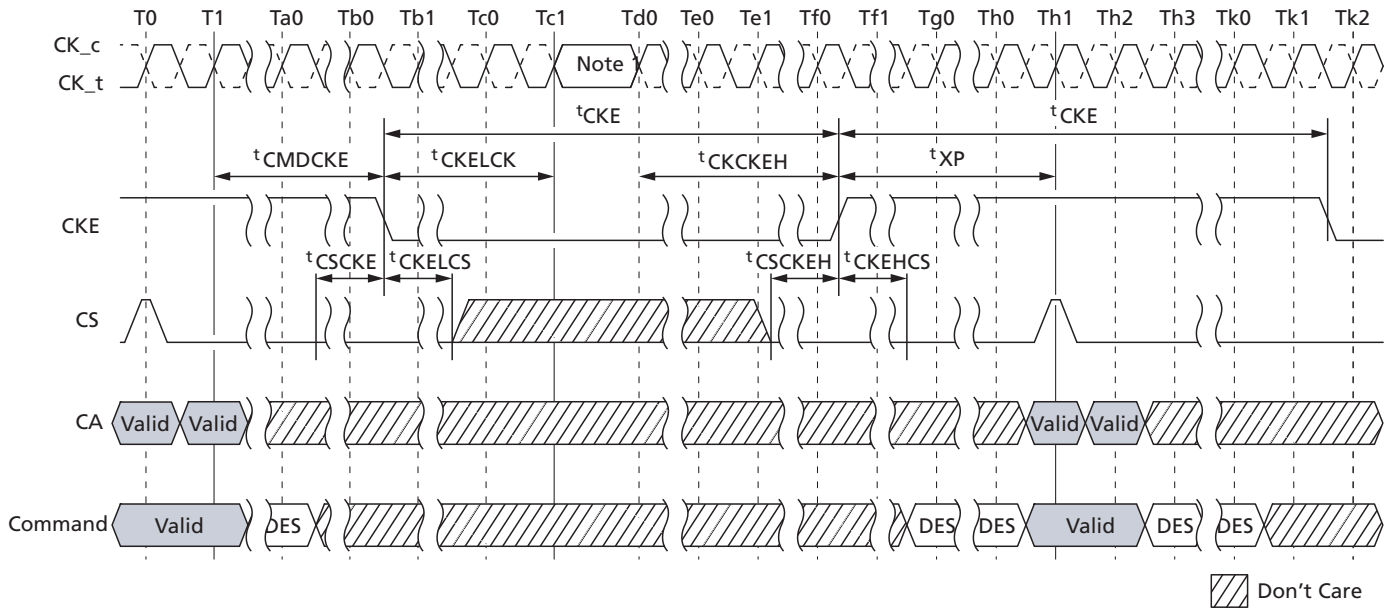 T0 T1 Ta0 Tb0 Tb1 Tc0 Tc1 Td0 Te0 Te1 Tf0 Tf1 Tg0 Th0 Th1 Th2 Th3 Tk0 Tk1 Tk2
CK_c
CK_t
Note 1
tCKE tCKE
tCMDCKE tCKELCK tCKCKEH tXP
CKE
tCSCKE tCKELCS tCSCKEH tCKEHCS
CS
CA Valid Valid Valid Valid
Command Valid DES DES DES Valid DES DES
Don't Care